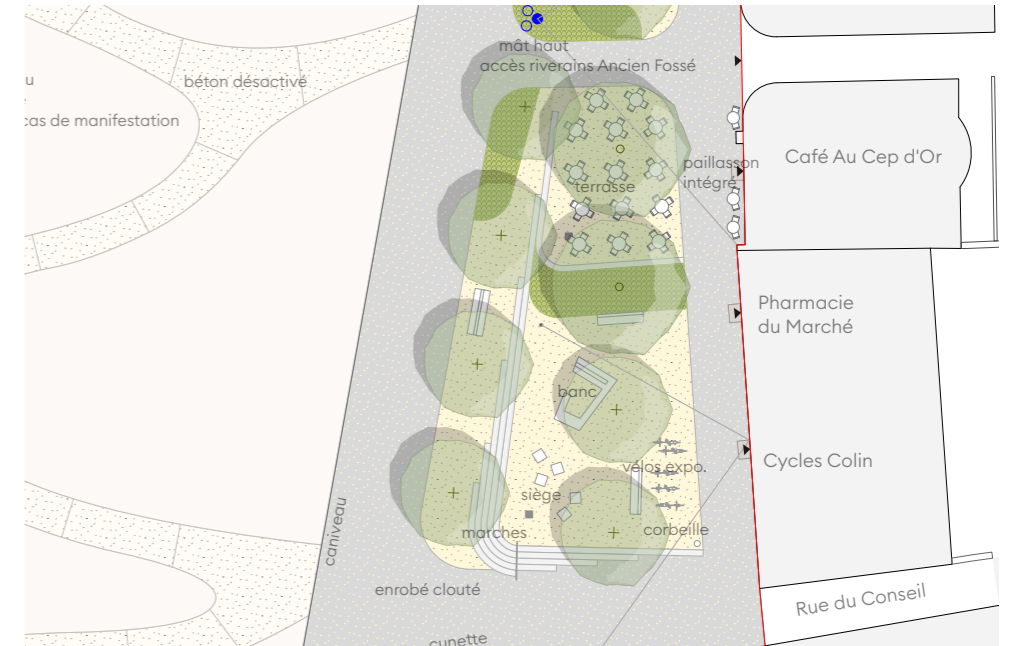 mât haut
accès riverains Ancien Fossé
béton désactivé
cas de manifestation
paillasson
intégré
Café Au Cep d'Or
terrasse
Pharmacie
du Marché
banc
Cycles Colin
vélos expo.
siège
marches
corbeille
caniveau
enrobé clouté
Rue du Conseil
cunette